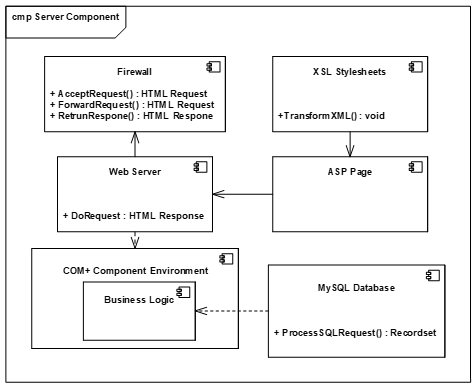 cmp Server Component
Firewall
+ AcceptRequest() : HTML Request
+ ForwardRequest() : HTML Request
+ RetrunRespone() : HTML Respone
XSL Stylesheets
+TransformXML() : void
Web Server
+ DoRequest : HTML Response
ASP Page
COM+ Component Environment
Business Logic
MySQL Database
+ ProcessSQLRequest() : Recordset